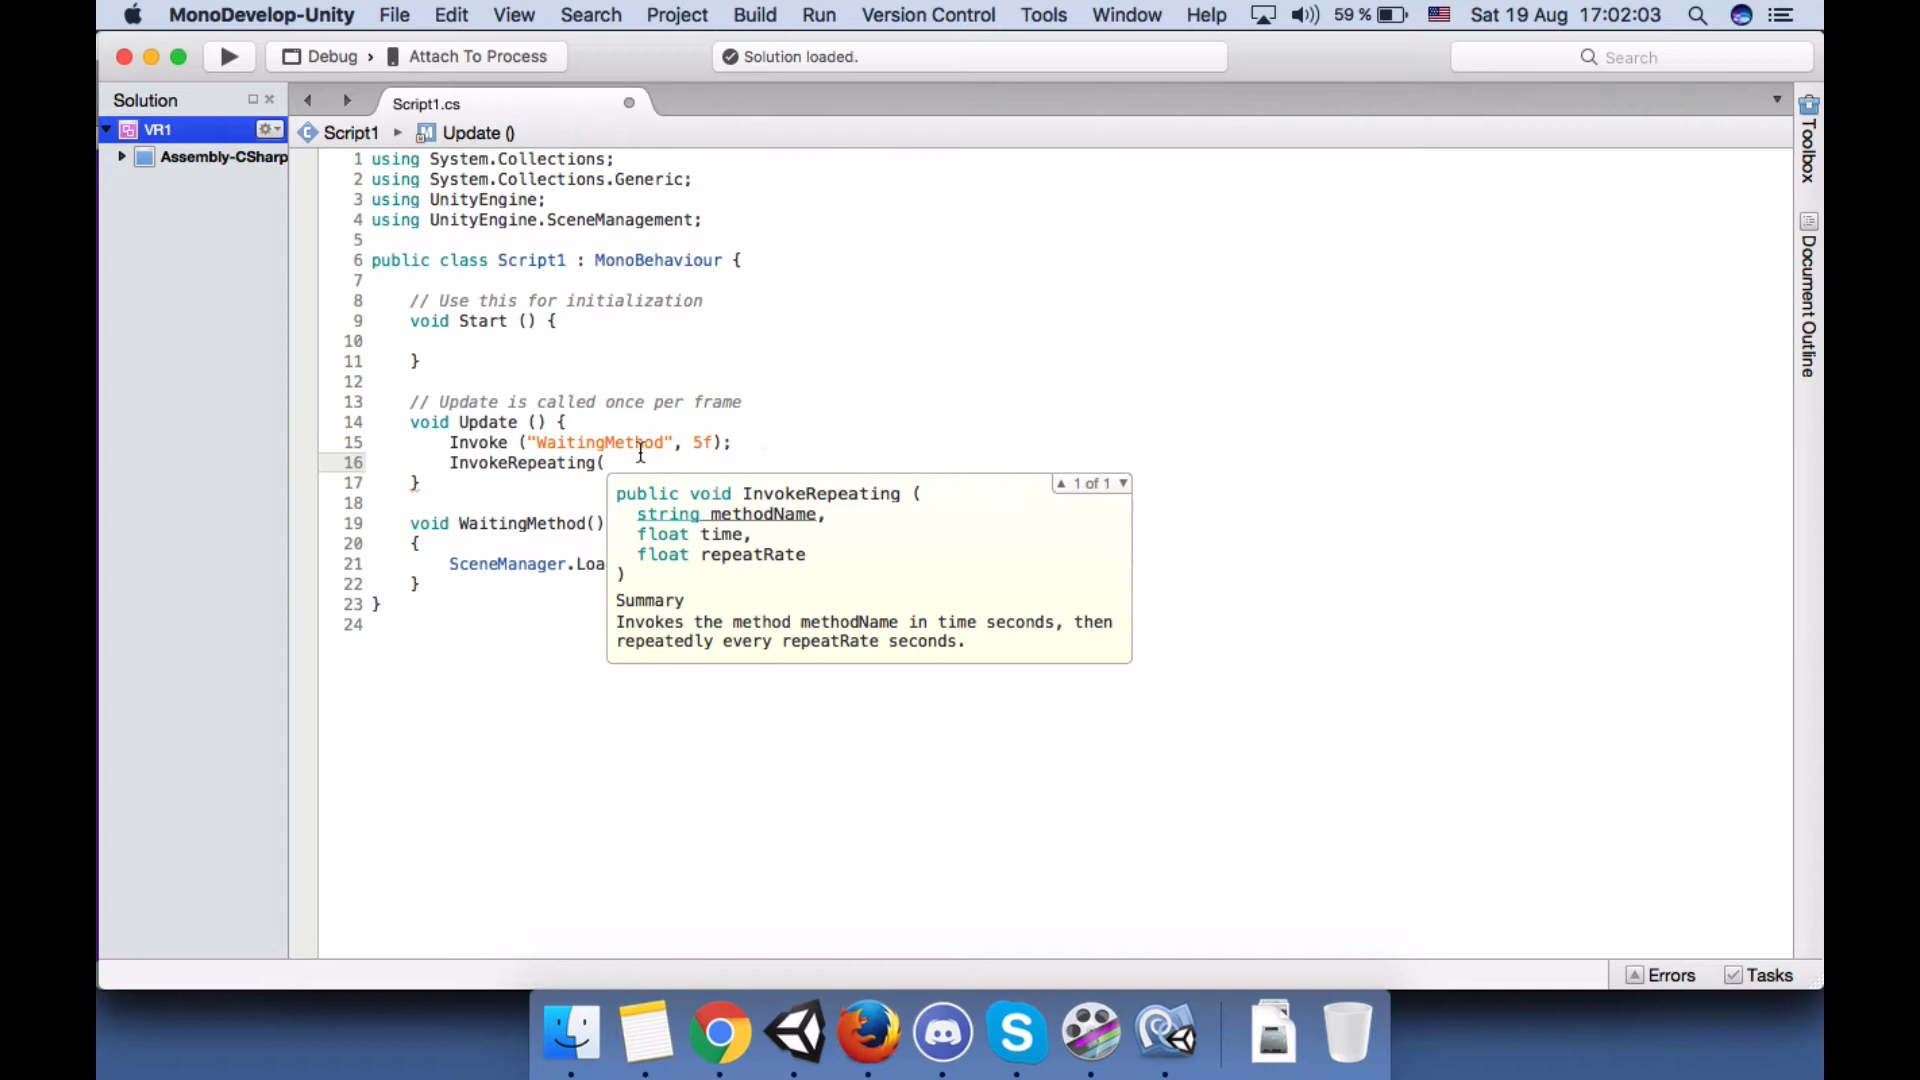 MonoDevelop-Unity File Edit View Search Project Build Run Version Control Tools Window Help 59 % Sat 19 Aug 17:02:03
Debug › Attach To Process
Solution loaded.
Search
Solution
Script1.cs
VR1
Script1 ▸ Update ()
Assembly-CSharp
1 using System.Collections;
2 using System.Collections.Generic;
3 using UnityEngine;
4 using UnityEngine.SceneManagement;
5
6 public class Script1 : MonoBehaviour {
7
8 // Use this for initialization
9 void Start () {
10
11 }
12
13 // Update is called once per frame
14 void Update () {
15 Invoke ("WaitingMethod", 5f);
16 InvokeRepeating(
17 }
18
19 void WaitingMethod()
20 {
21 SceneManager.Loa
22 }
23 }
24
▲ 1 of 1 ▼
public void InvokeRepeating (
string methodName,
float time,
float repeatRate
)
Summary
Invokes the method methodName in time seconds, then
repeatedly every repeatRate seconds.
Toolbox
Document Outline
Errors
Tasks